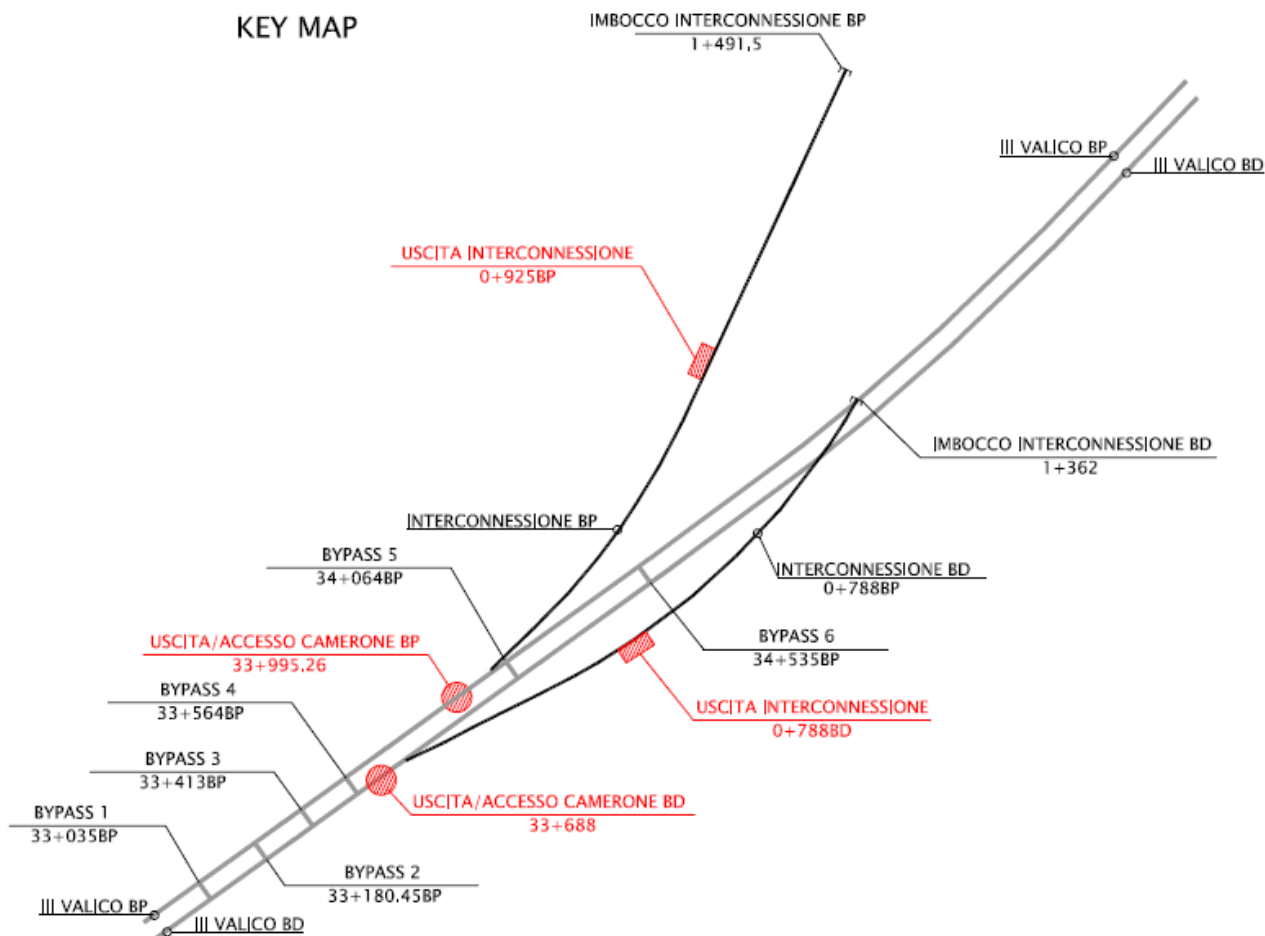 KEY MAP
IMBOCCO INTERCONNESSIONE BP
1+491,5
III VALICO BP
III VALICO BD
USCITA INTERCONNESSIONE
0+925BP
IMBOCCO INTERCONNESSIONE BD
1+362
INTERCONNESSIONE BP
BYPASS 5
34+064BP
INTERCONNESSIONE BD
0+788BP
USCITA/ACCESSO CAMERONE BP
33+995.26
BYPASS 6
34+535BP
BYPASS 4
33+564BP
USCITA INTERCONNESSIONE
0+788BD
BYPASS 3
33+413BP
USCITA/ACCESSO CAMERONE BD
33+688
BYPASS 1
33+035BP
BYPASS 2
33+180.45BP
III VALICO BP
III VALICO BD